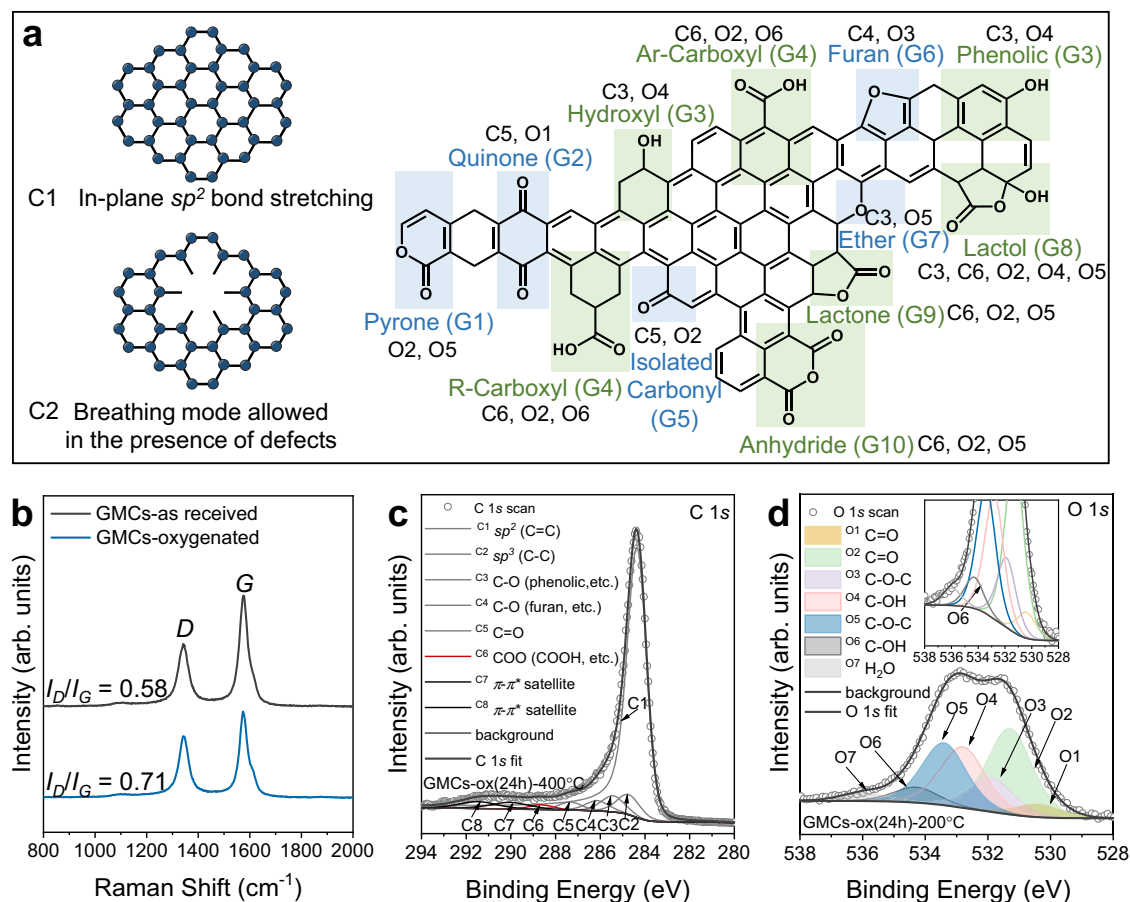 a
C1 In-plane sp² bond stretching
C2 Breathing mode allowed
in the presence of defects
C6, O2, O6
Ar-Carboxyl (G4)
C4, O3
Furan (G6)
C3, O4
Phenolic (G3)
C3, O4
Hydroxyl (G3)
C5, O1
Quinone (G2)
O
OH
O
OH
OH
O
O
O
O
O
Pyrone (G1)
O2, O5
HO
O
R-Carboxyl (G4)
C6, O2, O6
O
C5, O2
Isolated
Carbonyl
(G5)
O
C3, O5
Ether (G7)
O
O
OH
Lactol (G8)
C3, C6, O2, O4, O5
O
O
Lactone (G9)
C6, O2, O5
O
O
O
Anhydride (G10)
C6, O2, O5
b
GMCs-as received
GMCs-oxygenated
D
G
I_D/I_G = 0.58
I_D/I_G = 0.71
Intensity (arb. units)
800 1000 1200 1400 1600 1800 2000
Raman Shift (cm⁻¹)
c
C 1s
C 1s scan
C1 sp² (C=C)
C2 sp³ (C-C)
C3 C-O (phenolic,etc.)
C4 C-O (furan, etc.)
C5 C=O
C6 COO (COOH, etc.)
C7 π-π* satellite
C8 π-π* satellite
background
C 1s fit
GMCs-ox(24h)-400°C
C1
C8 C7 C6 C5 C4 C3 C2
Intensity (arb. units)
294 292 290 288 286 284 282 280
Binding Energy (eV)
d
O 1s
O 1s scan
O1 C=O
O2 C=O
O3 C-O-C
O4 C-OH
O5 C-O-C
O6 C-OH
O7 H₂O
background
O 1s fit
O6
538 536 534 532 530 528
O7
O6
O5
O4
O3
O2
O1
GMCs-ox(24h)-200°C
Intensity (arb. units)
538 536 534 532 530 528
Binding Energy (eV)